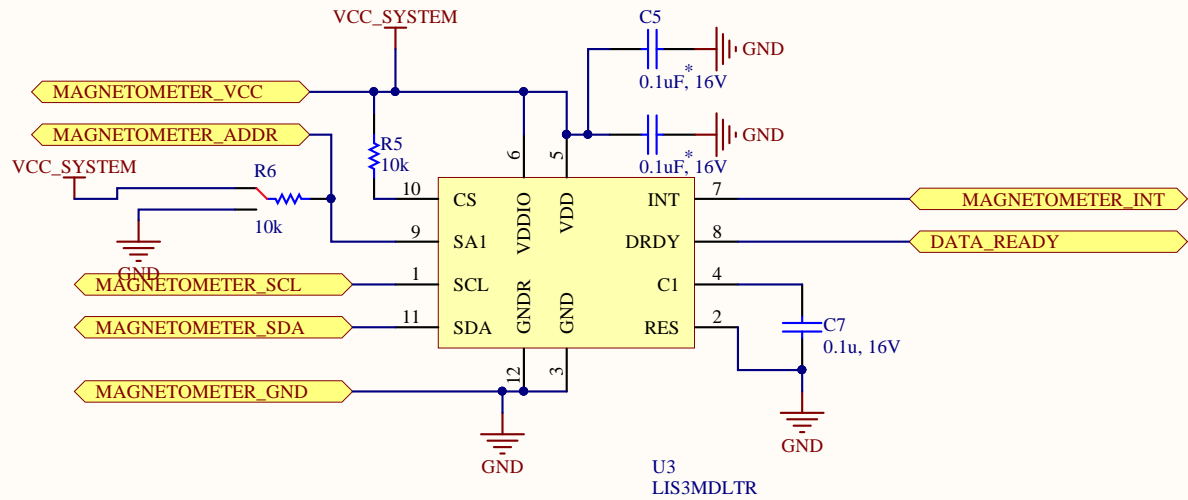 C5
VCC_SYSTEM
GND
*
0.1uF, 16V
MAGNETOMETER_VCC
MAGNETOMETER_ADDR
GND
R5
10k
6
5
*
0.1uF, 16V
VCC_SYSTEM
R6
10k
10
CS
VDDIO
VDD
INT
7
MAGNETOMETER_INT
9
SA1
DRDY
8
DATA_READY
GND
MAGNETOMETER_SCL
1
SCL
GNDR
GND
C1
4
MAGNETOMETER_SDA
11
SDA
RES
2
C7
0.1u, 16V
12
3
MAGNETOMETER_GND
GND
GND
U3
LIS3MDLTR